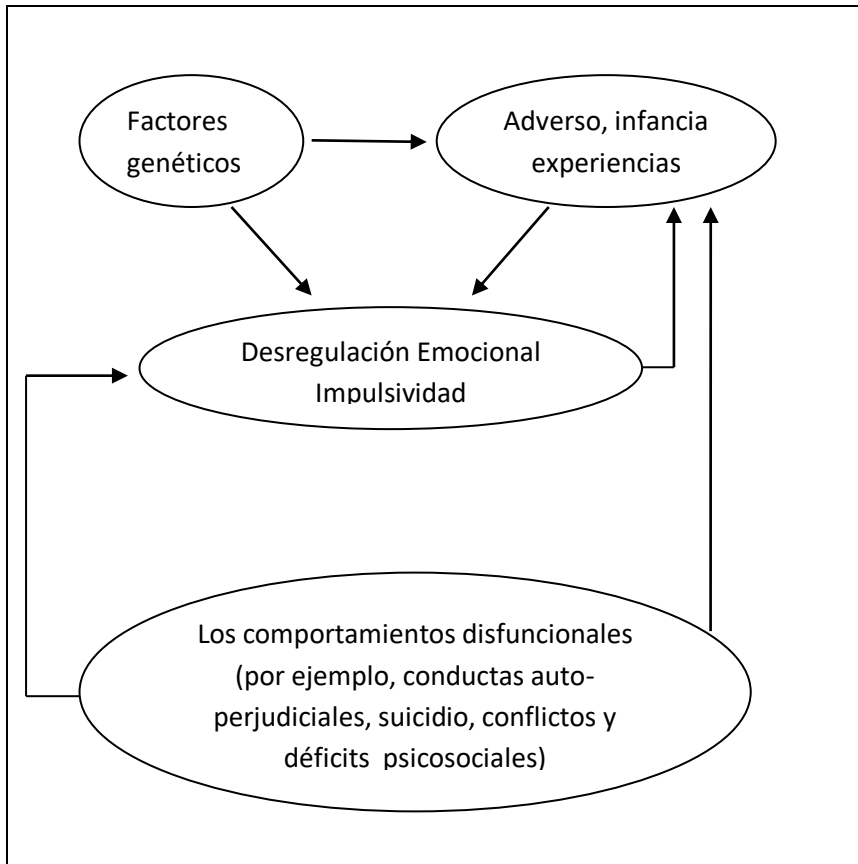 Factores
genéticos
Adverso, infancia
experiencias
Desregulación Emocional
Impulsividad
Los comportamientos disfuncionales
(por ejemplo, conductas auto-
perjudiciales, suicidio, conflictos y
déficits psicosociales)